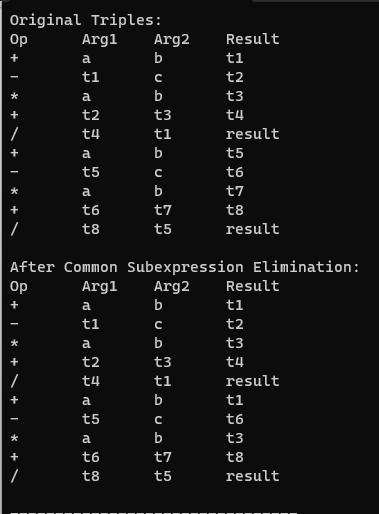 Original Triples:
Op Arg1 Arg2 Result
+ a b t1
- t1 c t2
* a b t3
+ t2 t3 t4
/ t4 t1 result
+ a b t5
- t5 c t6
* a b t7
+ t6 t7 t8
/ t8 t5 result
After Common Subexpression Elimination:
Op Arg1 Arg2 Result
+ a b t1
- t1 c t2
* a b t3
+ t2 t3 t4
/ t4 t1 result
+ a b t1
- t5 c t6
* a b t3
+ t6 t7 t8
/ t8 t5 result
--------------------------------